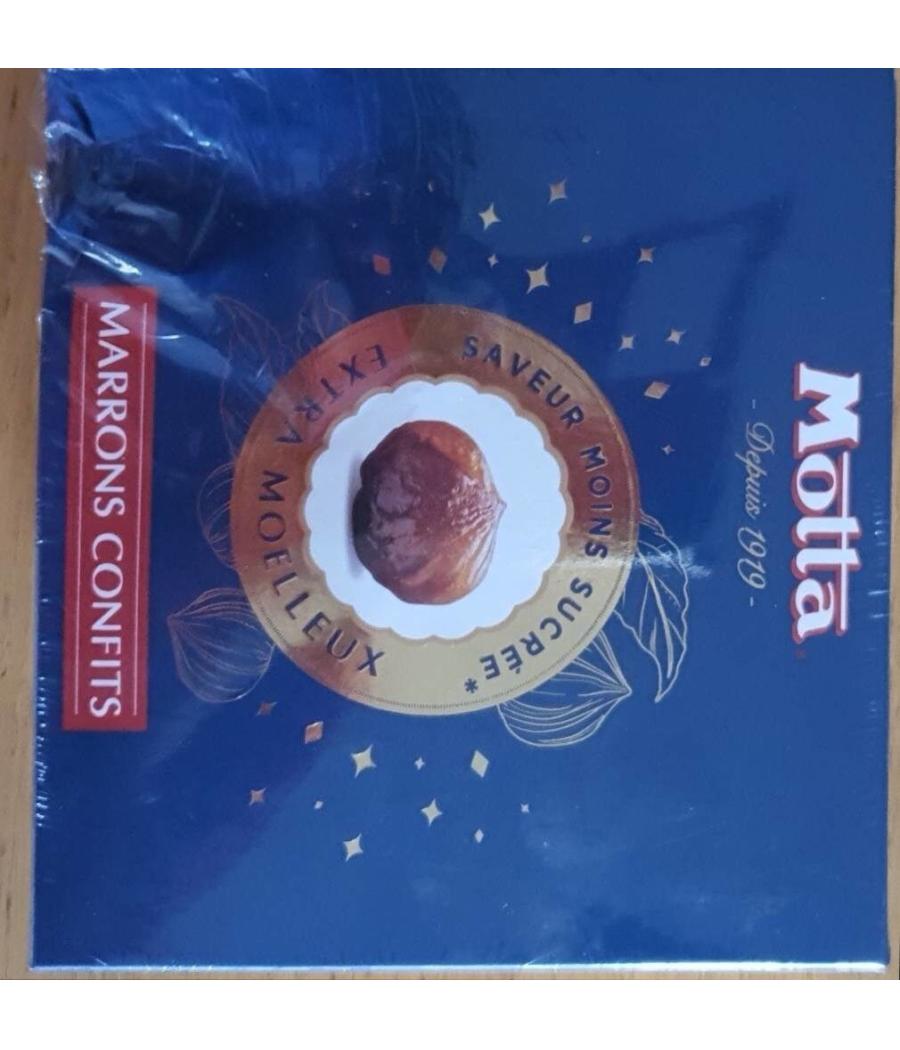 Motta
- Depuis 1919 -
SAVEUR MOINS SUCRÉE*
EXTRA MOELLEUX
MARRONS CONFITS